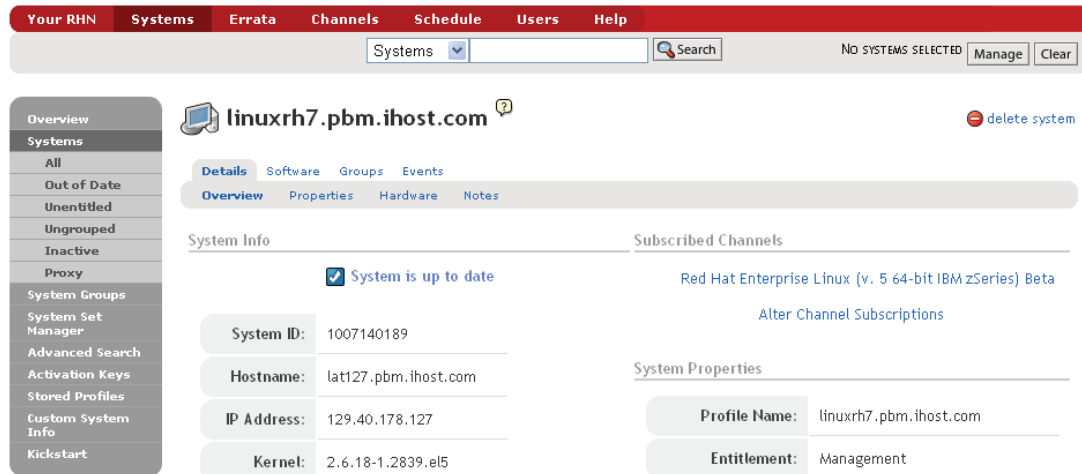 Your RHN Systems Errata Channels Schedule Users Help
Systems Search NO SYSTEMS SELECTED Manage Clear
Overview
Systems
All
Out of Date
Unentitled
Ungrouped
Inactive
Proxy
System Groups
System Set
Manager
Advanced Search
Activation Keys
Stored Profiles
Custom System
Info
Kickstart
linuxrh7.pbm.ihost.com ?
delete system
Details Software Groups Events
Overview Properties Hardware Notes
System Info
System is up to date
System ID: 1007140189
Hostname: lat127.pbm.ihost.com
IP Address: 129.40.178.127
Kernel: 2.6.18-1.2839.el5
Subscribed Channels
Red Hat Enterprise Linux (v. 5 64-bit IBM zSeries) Beta
Alter Channel Subscriptions
System Properties
Profile Name: linuxrh7.pbm.ihost.com
Entitlement: Management